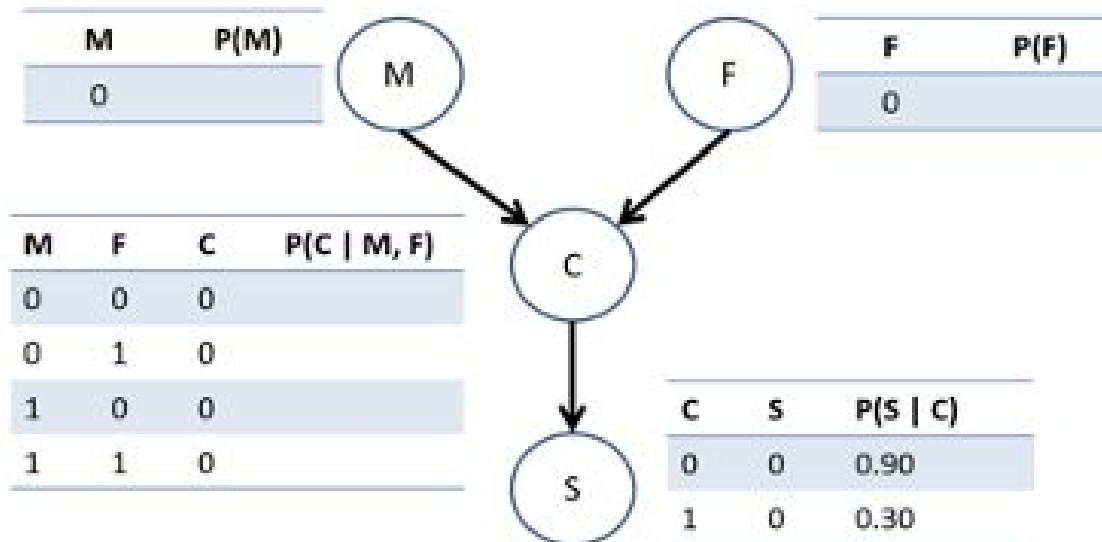 M P(M)
0
M
F
F P(F)
0
M F C P(C | M, F)
0 0 0
0 1 0
1 0 0
1 1 0
C
C S P(S | C)
0 0 0.90
1 0 0.30
S